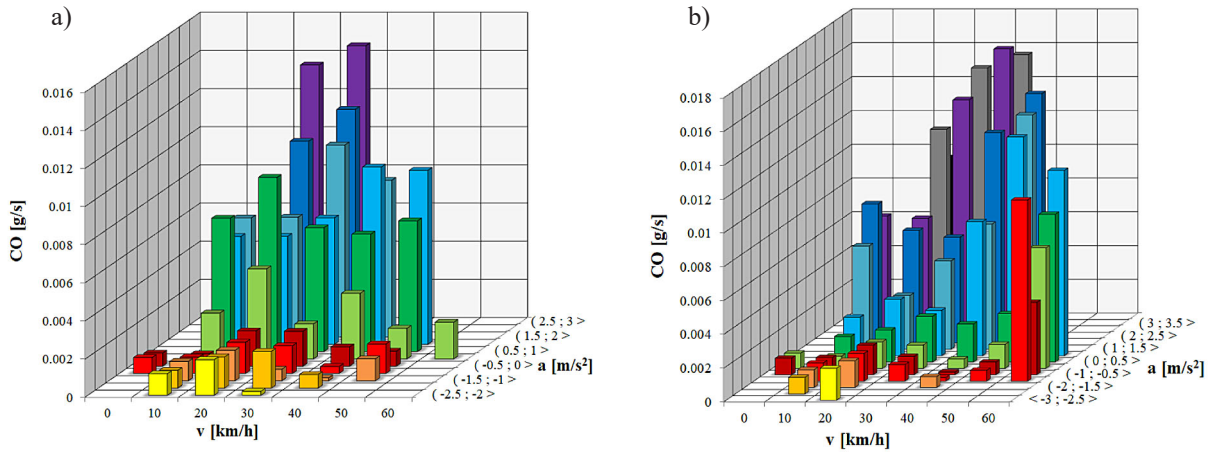 a)
CO [g/s]
0.016
0.014
0.012
0.01
0.008
0.006
0.004
0.002
0
0 10 20 30 40 50 60
v [km/h]
( 2.5 ; 3 >
( 1.5 ; 2 >
( 0.5 ; 1 >
( -0.5 ; 0 >
( -1.5 ; -1 >
( -2.5 ; -2 >
a [m/s²]
b)
CO [g/s]
0.018
0.016
0.014
0.012
0.01
0.008
0.006
0.004
0.002
0
0 10 20 30 40 50 60
v [km/h]
( 3 ; 3.5 >
( 2 ; 2.5 >
( 1 ; 1.5 >
( 0 ; 0.5 >
( -1 ; -0.5 >
( -2 ; -1.5 >
< -3 ; -2.5 >
a [m/s²]